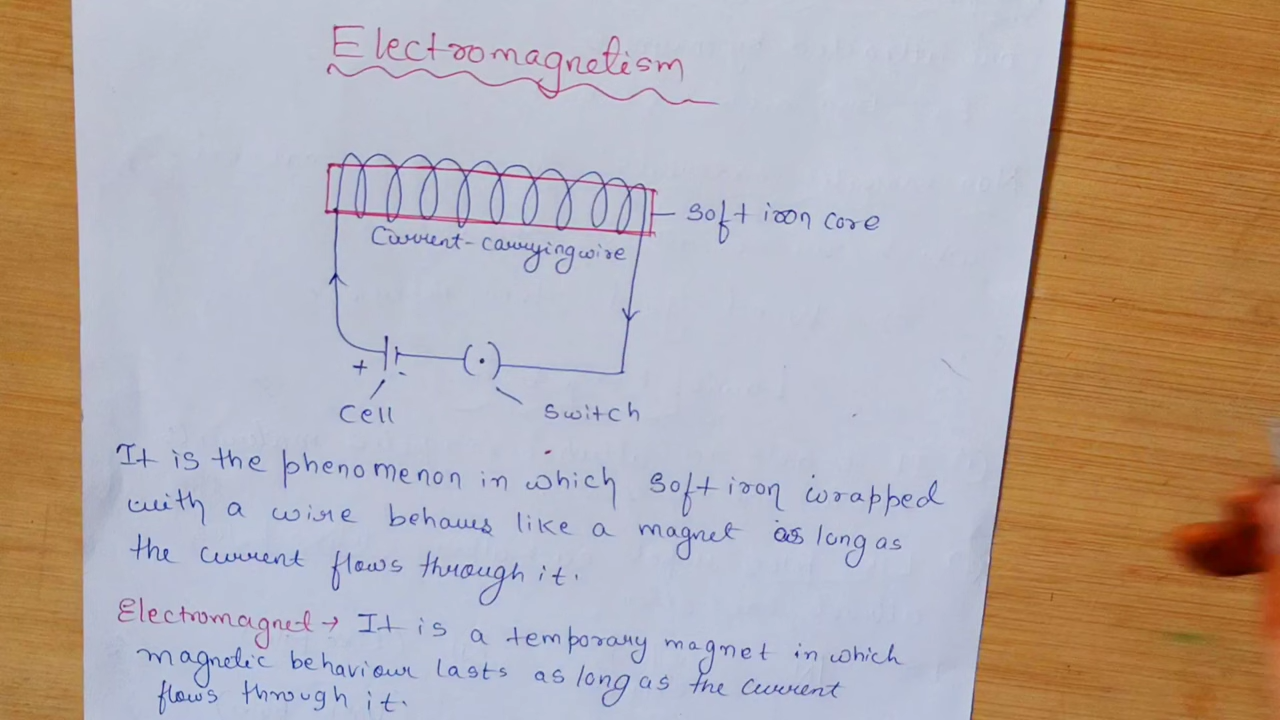 Electromagnetism
soft iron core
Current-carrying wire
+ -
Cell
Switch
It is the phenomenon in which soft iron wrapped
with a wire behaves like a magnet as long as
the current flows through it.
Electromagnet → It is a temporary magnet in which
magnetic behaviour lasts as long as the current
flows through it.